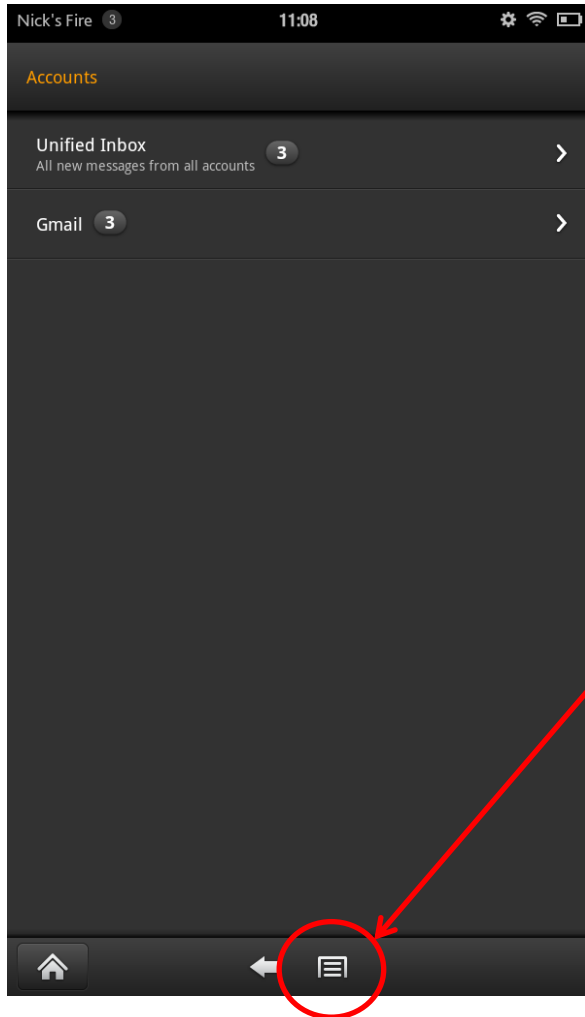 Nick's Fire 3 11:08
Accounts
Unified Inbox 3
All new messages from all accounts
Gmail 3